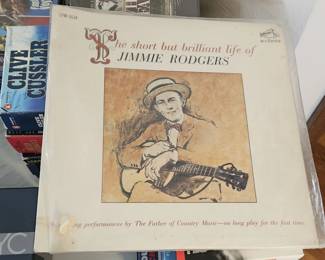 The short but brilliant life of
JIMMIE RODGERS
performances by The Father of Country Music—on long play for the first time
CLIVE
CUSSLER
YC